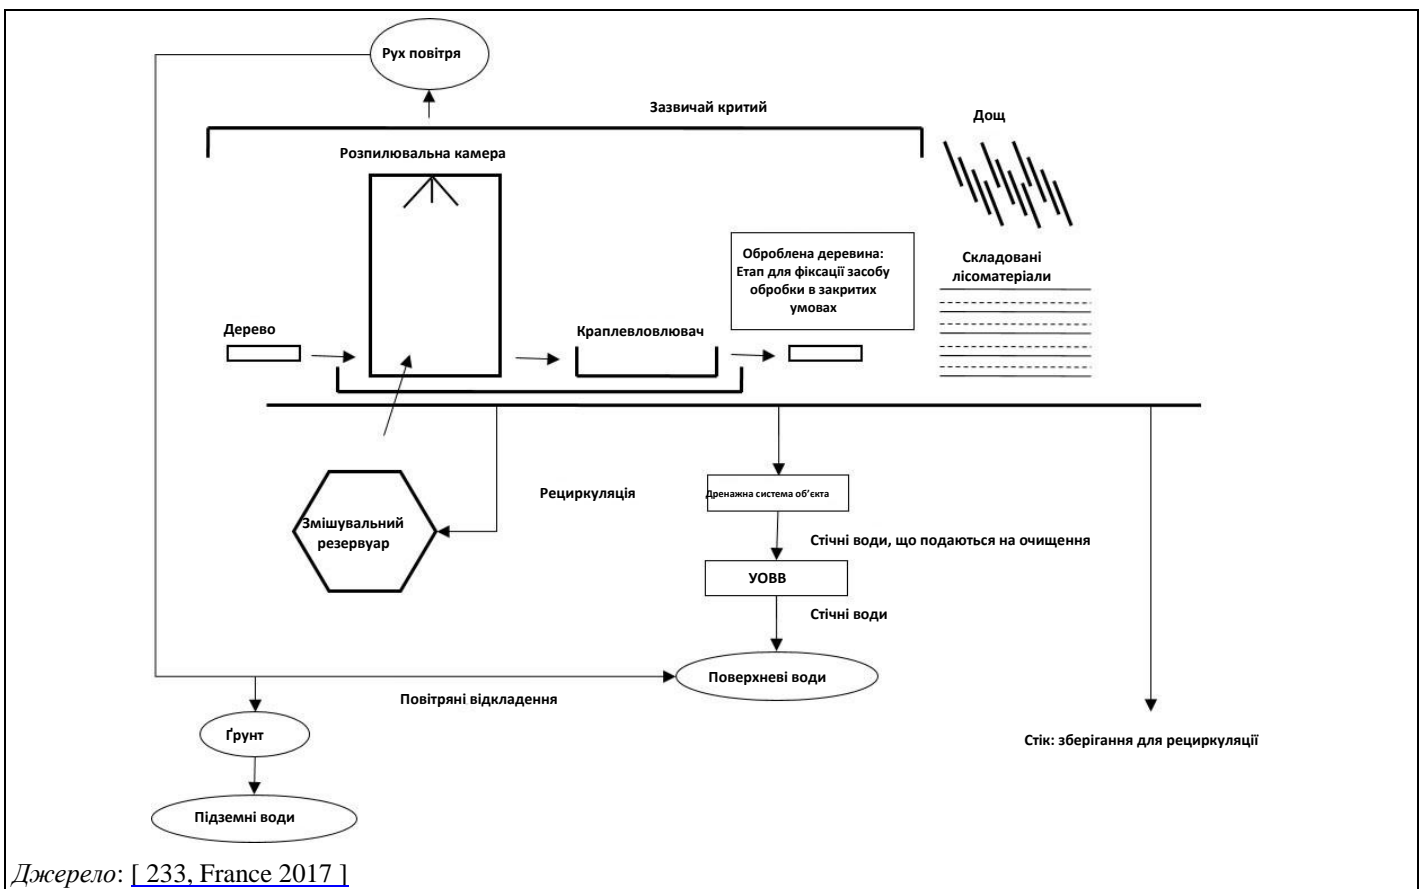 Рух повітря
Зазвичай критий
Дощ
Розпилювальна камера
Оброблена деревина:
Етап для фіксації засобу
обробки в закритих
умовах
Складовані
лісоматеріали
Дерево
Краплевловлювач
Рециркуляція
Дренажна система об’єкта
Змішувальний
резервуар
Стічні води, що подаються на очищення
УОВВ
Стічні води
Поверхневі води
Повітряні відкладення
Ґрунт
Стік: зберігання для рециркуляції
Підземні води
Джерело: [ 233, France 2017 ]